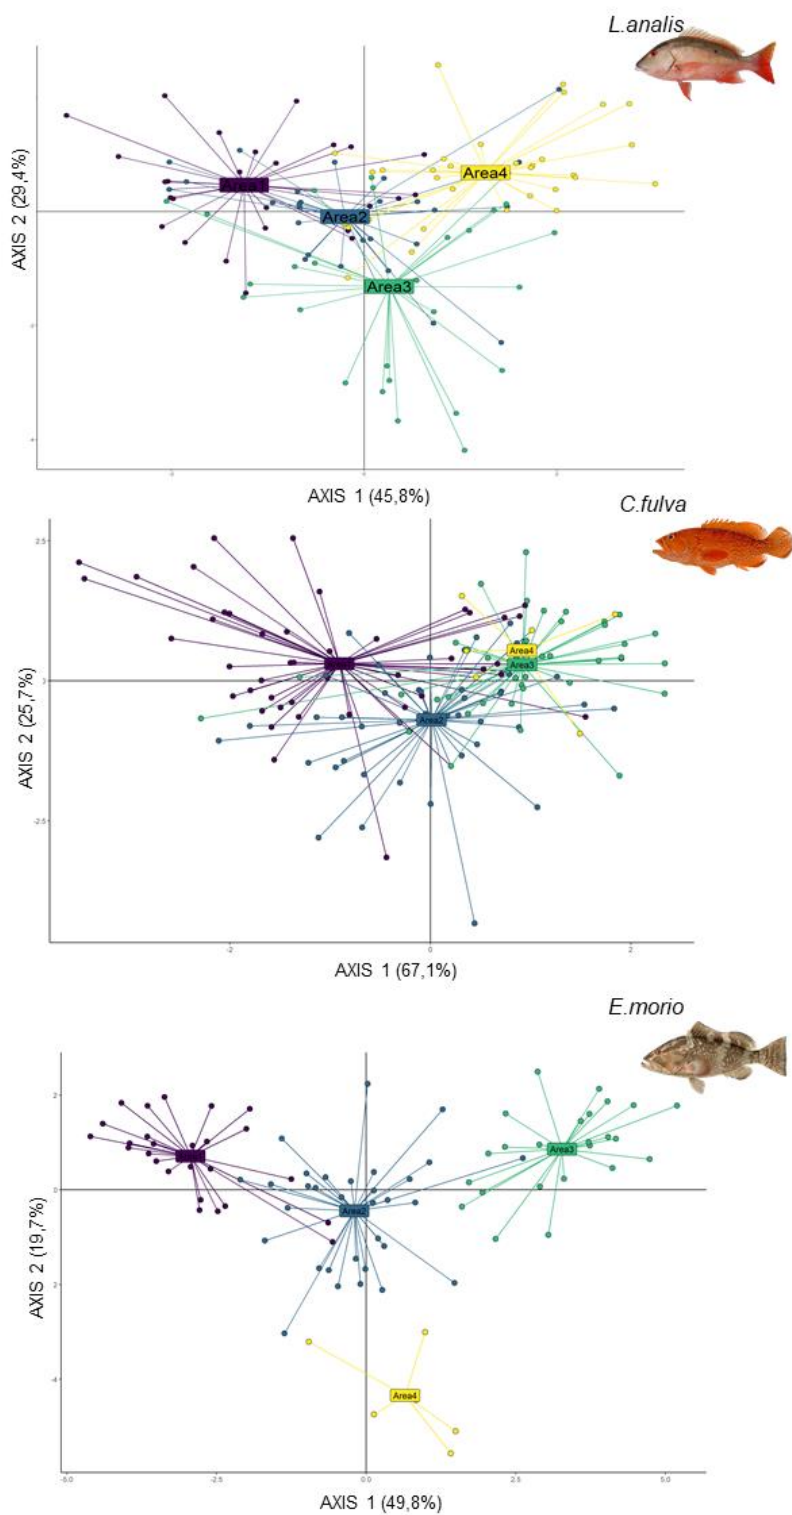 L.analis
Area1
Area4
Area2
Area3
AXIS 2 (29,4%)
AXIS 1 (45,8%)
C.fulva
2.5
Area4
Area3
Area2
-2.5
-2 0 2
AXIS 2 (25,7%)
AXIS 1 (67,1%)
E.morio
2
Area3
0
Area2
-4
Area4
-5.0 -2.5 0.0 2.5 5.0
AXIS 2 (19,7%)
AXIS 1 (49,8%)